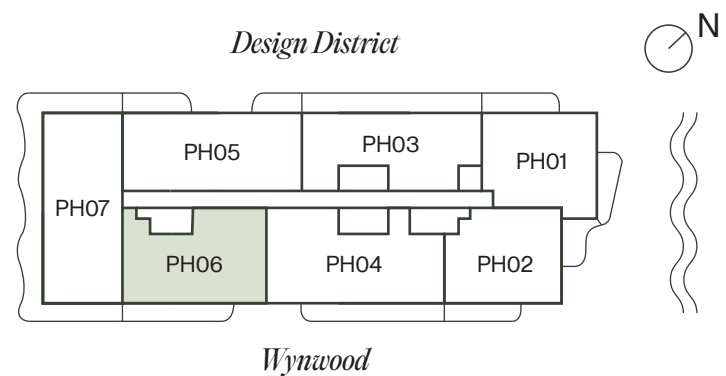 N
Design District
PH05
PH03
PH01
PH07
PH06
PH04
PH02
Wynwood